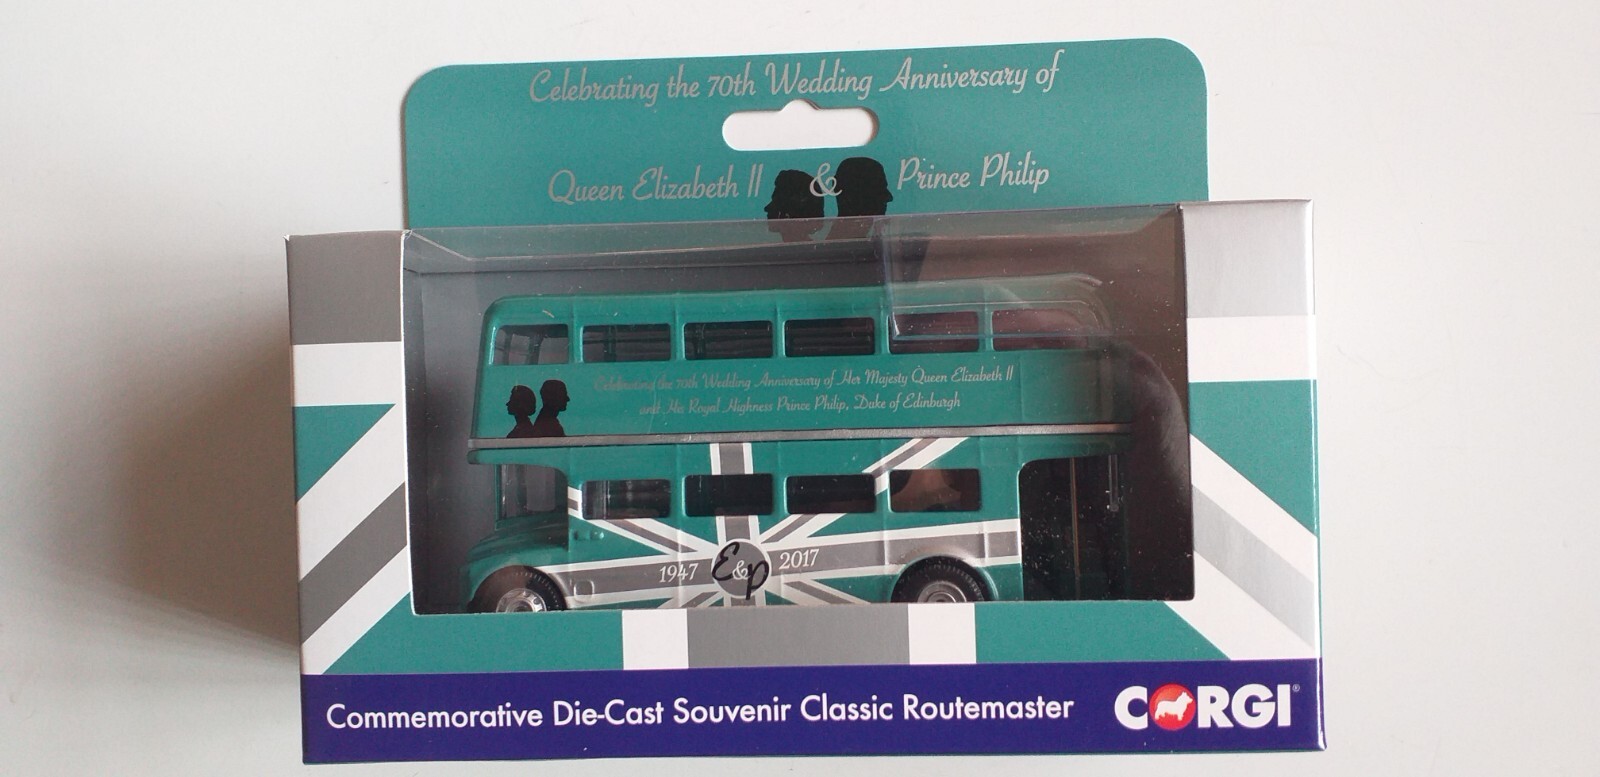 Celebrating the 70th Wedding Anniversary of
Queen Elizabeth II & Prince Philip
Celebrating the 70th Wedding Anniversary of Her Majesty Queen Elizabeth II
and His Royal Highness Prince Philip, Duke of Edinburgh
1947 E&P 2017
Commemorative Die-Cast Souvenir Classic Routemaster
CORGI®